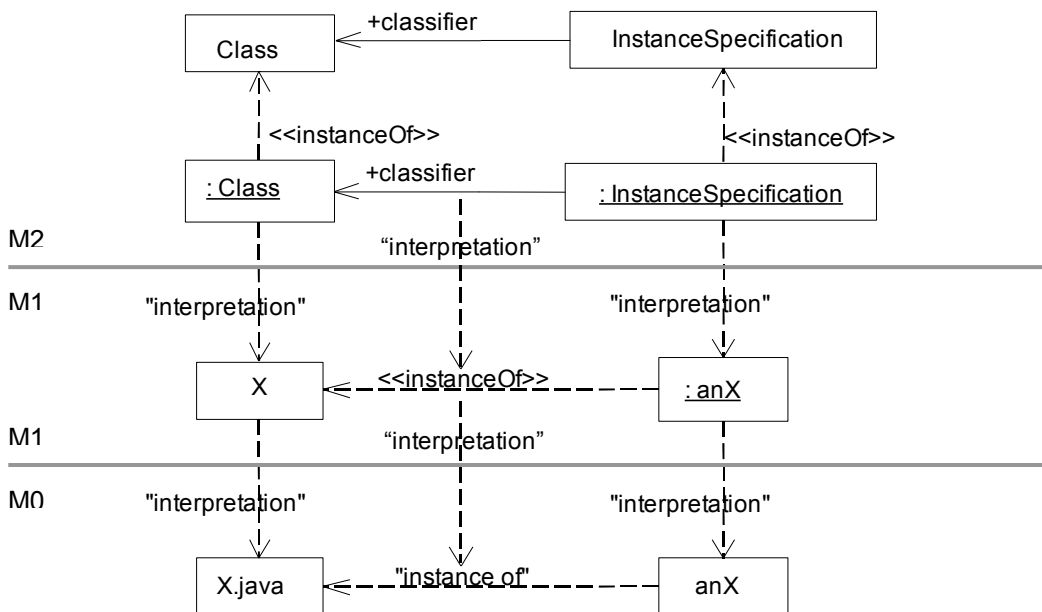 +classifier
Class
InstanceSpecification
<<instanceOf>>
<<instanceOf>>
+classifier
: Class
: InstanceSpecification
M2
“interpretation”
M1
"interpretation"
"interpretation"
X
<<instanceOf>>
: anX
M1
“interpretation”
M0
"interpretation"
"interpretation"
X.java
"instance of"
anX